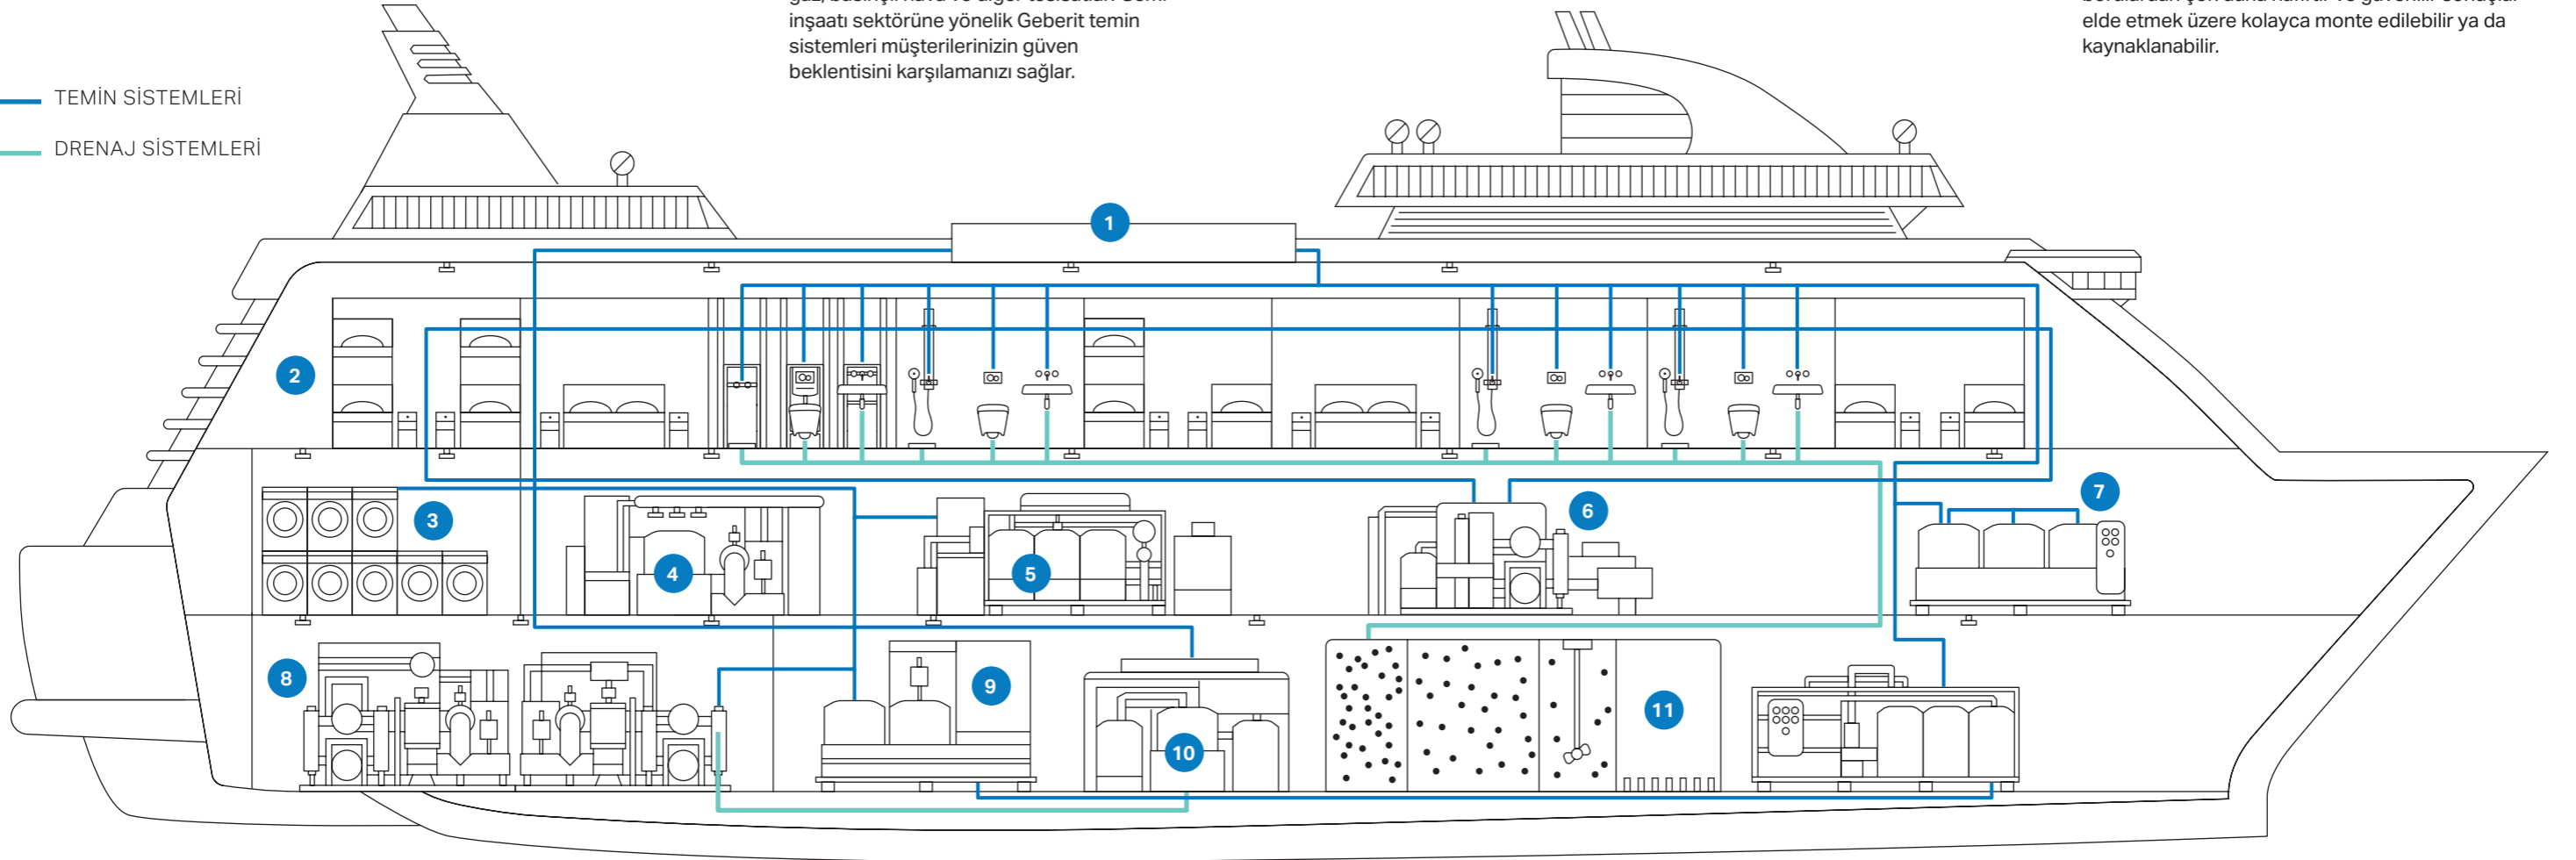 inşaatı sektörüne yönelik Geberit temin
sistemleri müşterilerinizin güven
beklentisini karşılamanızı sağlar.
elde etmek üzere kolayca monte edilebilir ya da
kaynaklanabilir.
TEMİN SİSTEMLERİ
DRENAJ SİSTEMLERİ
1
2
3
4
5
6
7
8
9
10
11